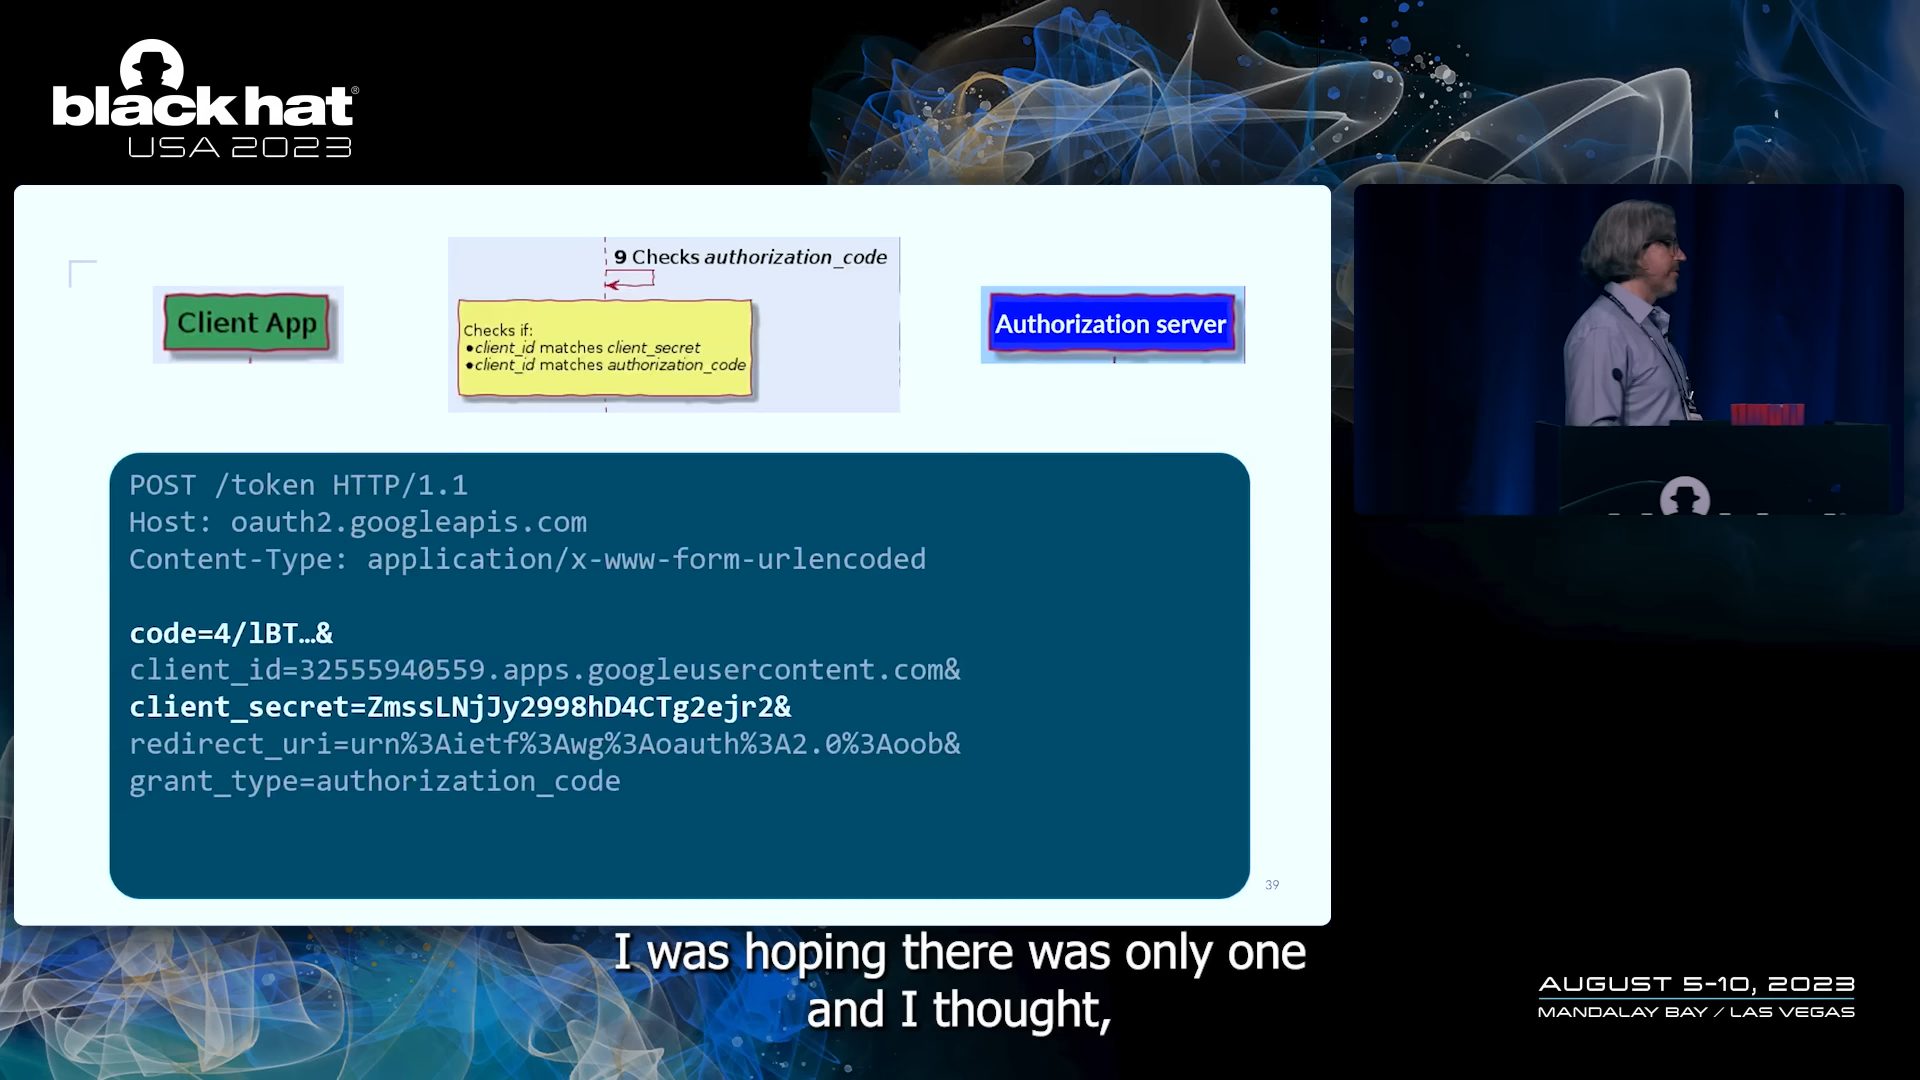 black hat®
USA 2023
9 Checks authorization_code
Client App
Checks if:
•client_id matches client_secret
•client_id matches authorization_code
Authorization server
POST /token HTTP/1.1
Host: oauth2.googleapis.com
Content-Type: application/x-www-form-urlencoded
code=4/lBT…&
client_id=32555940559.apps.googleusercontent.com&
client_secret=ZmssLNjJy2998hD4CTg2ejr2&
redirect_uri=urn%3Aietf%3Awg%3Aoauth%3A2.0%3Aoob&
grant_type=authorization_code
39
I was hoping there was only one
and I thought,
AUGUST 5-10, 2023
MANDALAY BAY / LAS VEGAS